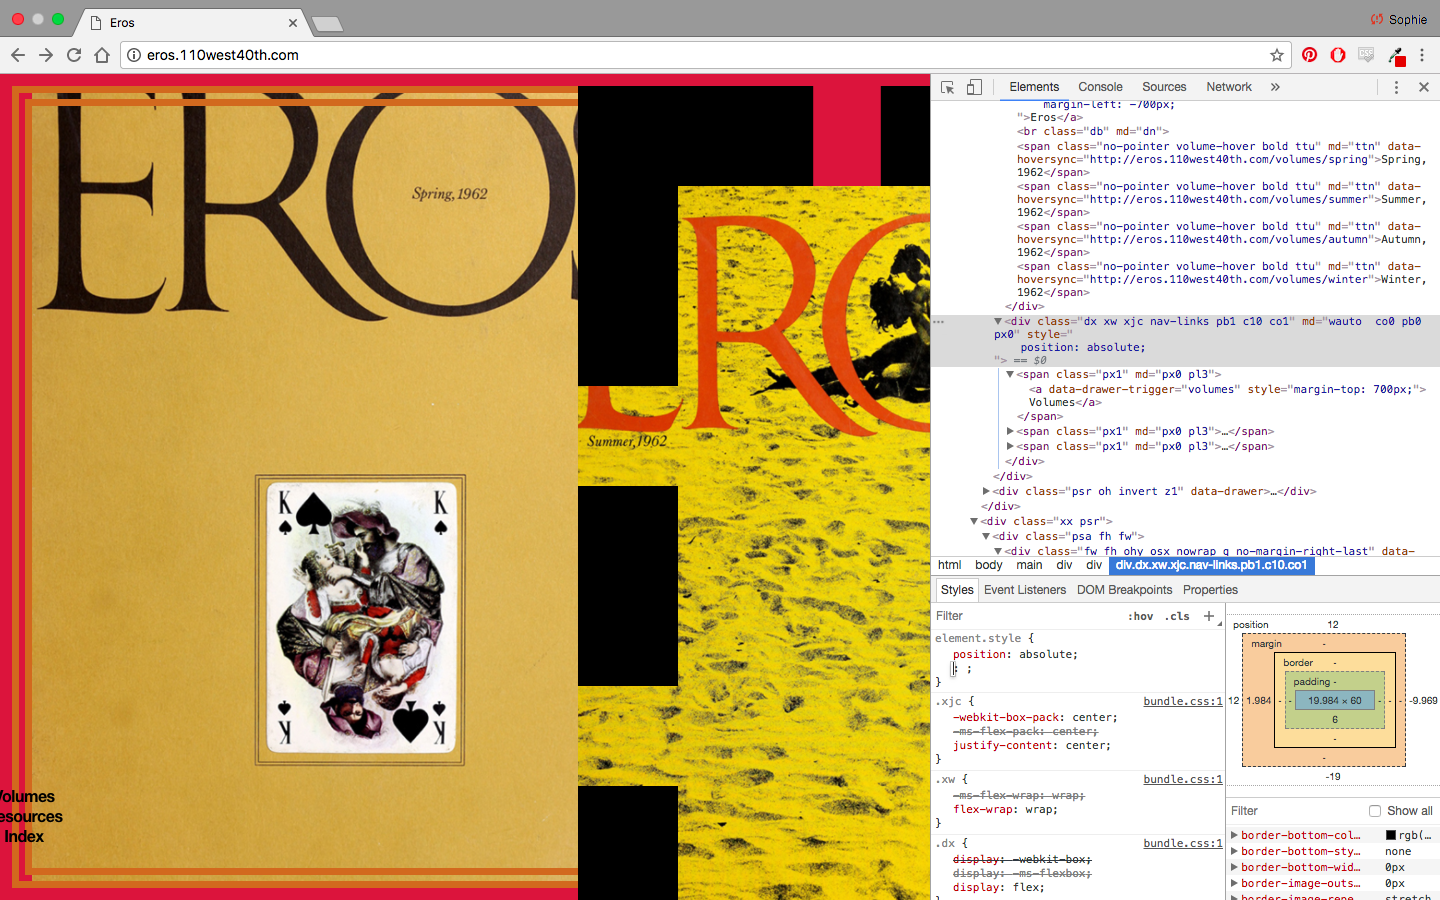 Eros
Sophie
eros.110west40th.com
EROS
Spring, 1962
K
K
K
K
Volumes
esources
Index
ERO
Summer, 1962
Elements
Console
Sources
Network
margin-left: -700px;
">Eros</a>
<br class="db" md="dn">
<span class="no-pointer volume-hover bold ttu" md="ttn" data-
hoversync="http://eros.110west40th.com/volumes/spring">Spring,
1962</span>
<span class="no-pointer volume-hover bold ttu" md="ttn" data-
hoversync="http://eros.110west40th.com/volumes/summer">Summer,
1962</span>
<span class="no-pointer volume-hover bold ttu" md="ttn" data-
hoversync="http://eros.110west40th.com/volumes/autumn">Autumn,
1962</span>
<span class="no-pointer volume-hover bold ttu" md="ttn" data-
hoversync="http://eros.110west40th.com/volumes/winter">Winter,
1962</span>
</div>
<div class="dx xw xjc nav-links pb1 c10 co1" md="wauto  co0 pb0
px0" style="
position: absolute;
"> == $0
<span class="px1" md="px0 pl3">
<a data-drawer-trigger="volumes" style="margin-top: 700px;">
Volumes</a>
</span>
<span class="px1" md="px0 pl3">…</span>
<span class="px1" md="px0 pl3">…</span>
</div>
</div>
<div class="psr oh invert z1" data-drawer>…</div>
</div>
<div class="xx psr">
<div class="psa fh fw">
<div class="fw fh ohy osx nowrap g no-margin-right-last" data-
html body main div div div.dx.xw.xjc.nav-links.pb1.c10.co1
Styles Event Listeners DOM Breakpoints Properties
Filter :hov .cls +
element.style {
position: absolute;
: ;
}
.xjc { bundle.css:1
-webkit-box-pack: center;
-ms-flex-pack: center;
justify-content: center;
}
.xw { bundle.css:1
-ms-flex-wrap: wrap;
flex-wrap: wrap;
}
.dx { bundle.css:1
display: -webkit-box;
display: -ms-flexbox;
display: flex;
position 12
margin -
border -
padding -
12 1.984 - - 19.984 × 60 - - -9.969
6
-
-
-19
Filter Show all
border-bottom-col… rgb(…
border-bottom-sty… none
border-bottom-wid… 0px
border-image-outs… 0px
border-image-repe… stretch